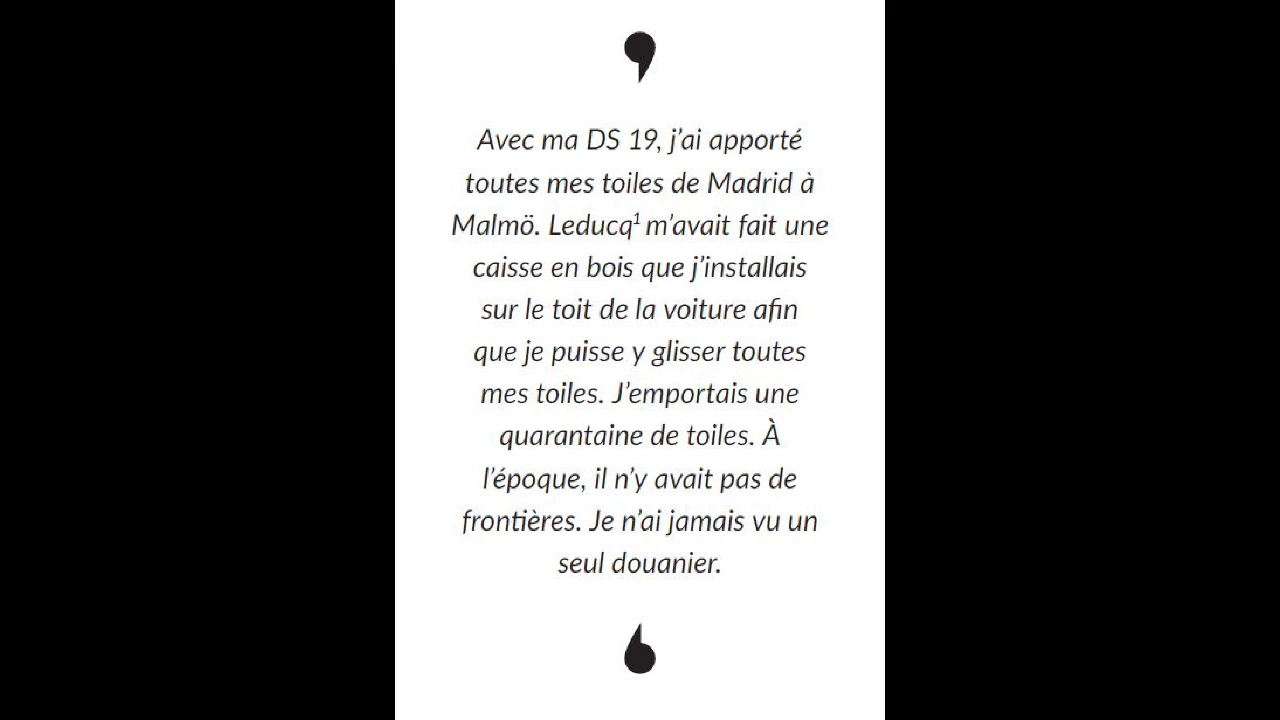 ❜
Avec ma DS 19, j’ai apporté
toutes mes toiles de Madrid à
Malmö. Leducq¹ m’avait fait une
caisse en bois que j’installais
sur le toit de la voiture afin
que je puisse y glisser toutes
mes toiles. J’emportais une
quarantaine de toiles. À
l’époque, il n’y avait pas de
frontières. Je n’ai jamais vu un
seul douanier.
❛